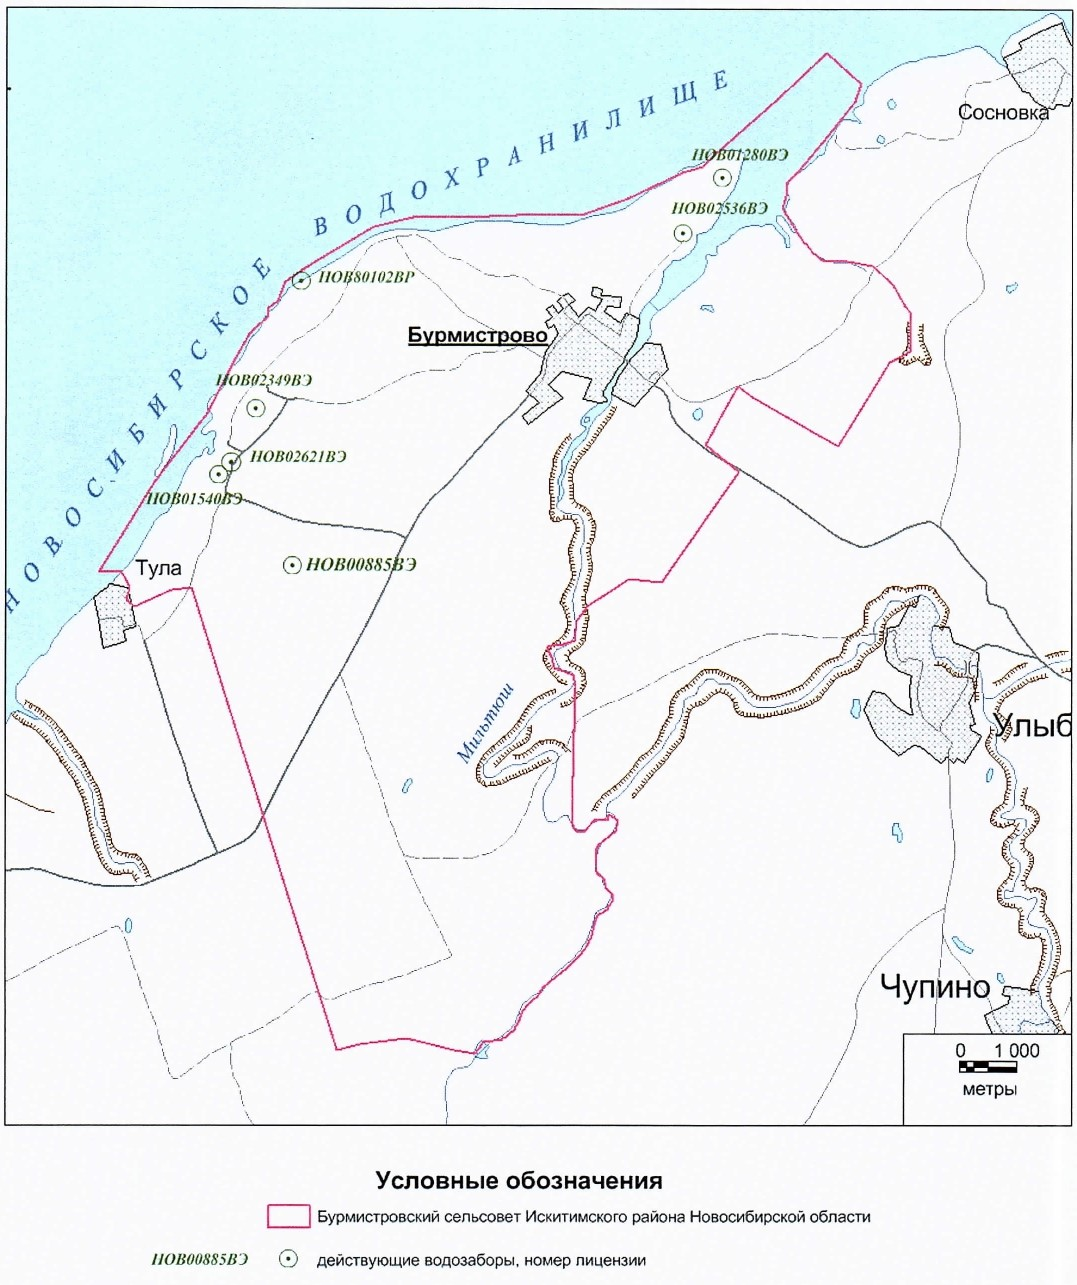 Сосновка
НОВОСИБИРСКОЕ ВОДОХРАНИЛИЩЕ
НОВ01280ВЭ
НОВ02536ВЭ
НОВ80102ВР
Бурмистрово
НОВ02349ВЭ
НОВ02621ВЭ
НОВ01540ВЭ
НОВ00885ВЭ
Тула
Мильтюш
Улыб
Чупино
0 1 000
метры
Условные обозначения
Бурмистровский сельсовет Искитимского района Новосибирской области
НОВ00885ВЭ действующие водозаборы, номер лицензии